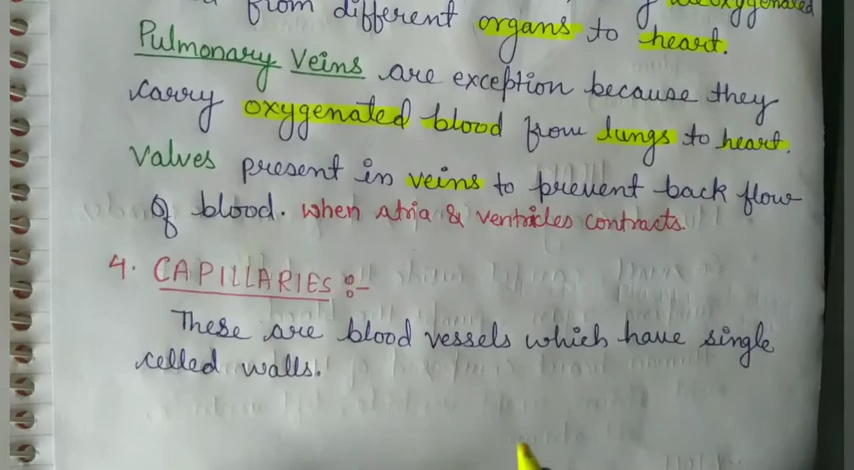 from different organs to heart.
Pulmonary Veins are exception because they
carry oxygenated blood from lungs to heart.
Valves present in veins to prevent back flow
of blood. when atria & ventricles contracts.
4. CAPILLARIES :-
These are blood vessels which have single
celled walls.